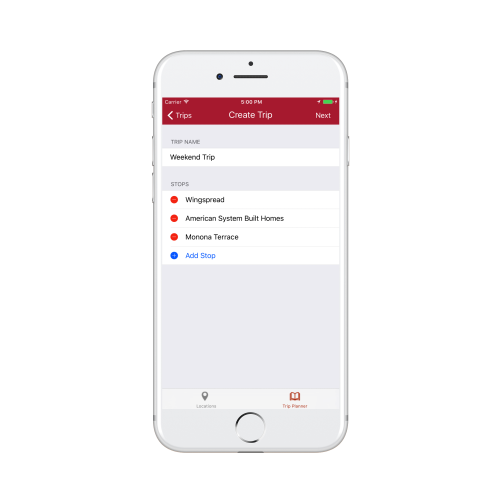 Carrier 5:00 PM
Trips Create Trip Next
TRIP NAME
Weekend Trip
STOPS
Wingspread
American System Built Homes
Monona Terrace
Add Stop
Locations Trip Planner